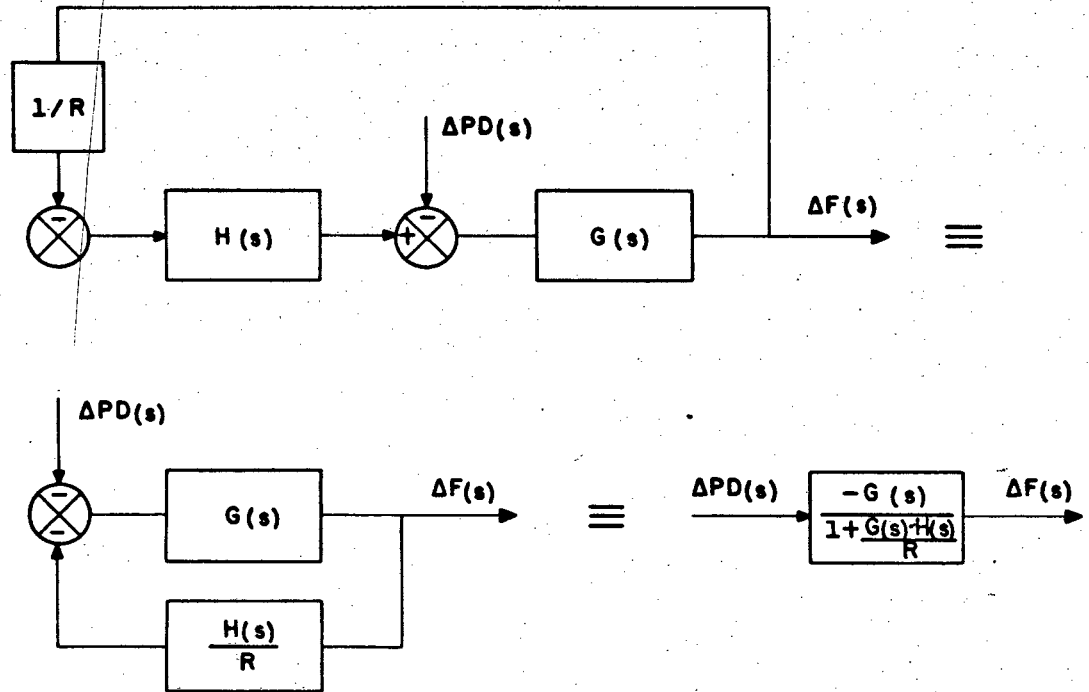 1/R
-
ΔPD(s)
H(s)
+
-
G(s)
ΔF(s)
≡
ΔPD(s)
-
-
G(s)
ΔF(s)
H(s)
R
≡
ΔPD(s)
-G(s)
1+G(s)·H(s)
R
ΔF(s)